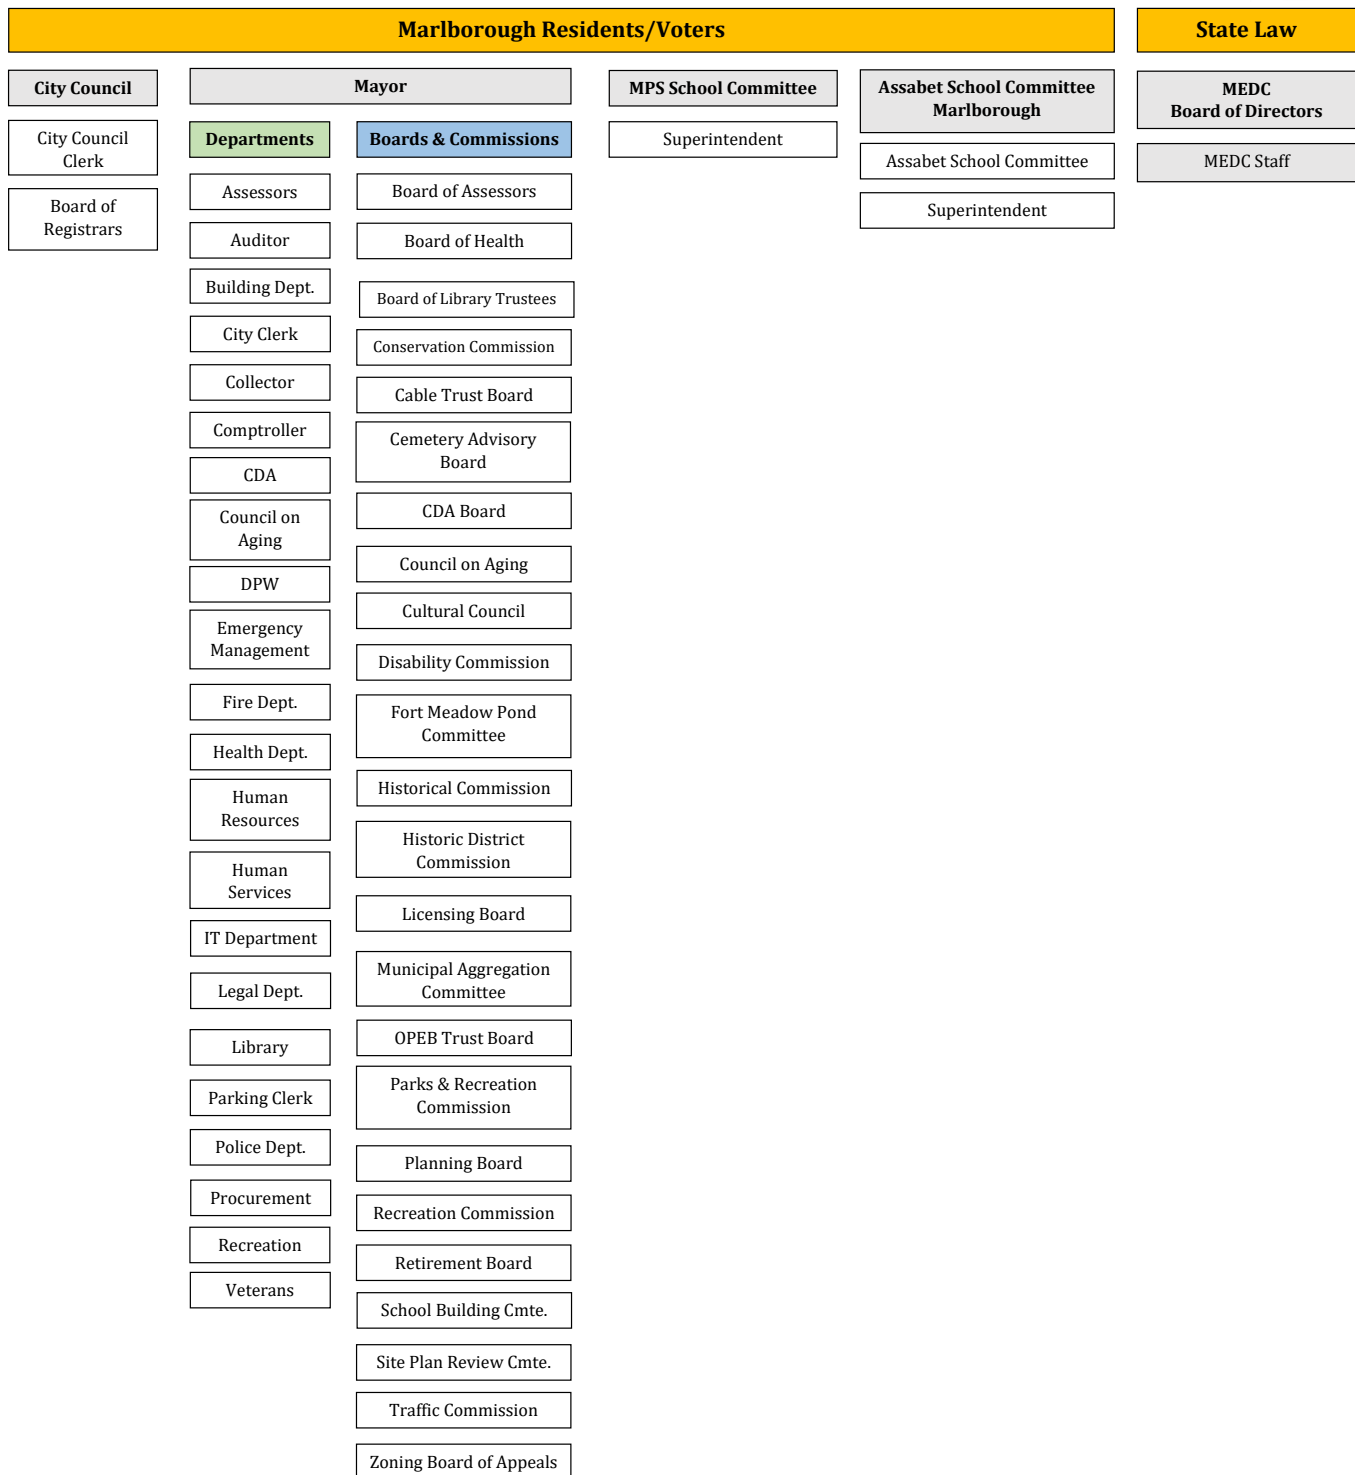 Marlborough Residents/Voters
State Law
City Council
City Council
Clerk
Board of
Registrars
Mayor
Departments
Assessors
Auditor
Building Dept.
City Clerk
Collector
Comptroller
CDA
Council on
Aging
DPW
Emergency
Management
Fire Dept.
Health Dept.
Human
Resources
Human
Services
IT Department
Legal Dept.
Library
Parking Clerk
Police Dept.
Procurement
Recreation
Veterans
Boards & Commissions
Board of Assessors
Board of Health
Board of Library Trustees
Conservation Commission
Cable Trust Board
Cemetery Advisory
Board
CDA Board
Council on Aging
Cultural Council
Disability Commission
Fort Meadow Pond
Committee
Historical Commission
Historic District
Commission
Licensing Board
Municipal Aggregation
Committee
OPEB Trust Board
Parks & Recreation
Commission
Planning Board
Recreation Commission
Retirement Board
School Building Cmte.
Site Plan Review Cmte.
Traffic Commission
Zoning Board of Appeals
MPS School Committee
Superintendent
Assabet School Committee
Marlborough
Assabet School Committee
Superintendent
MEDC
Board of Directors
MEDC Staff